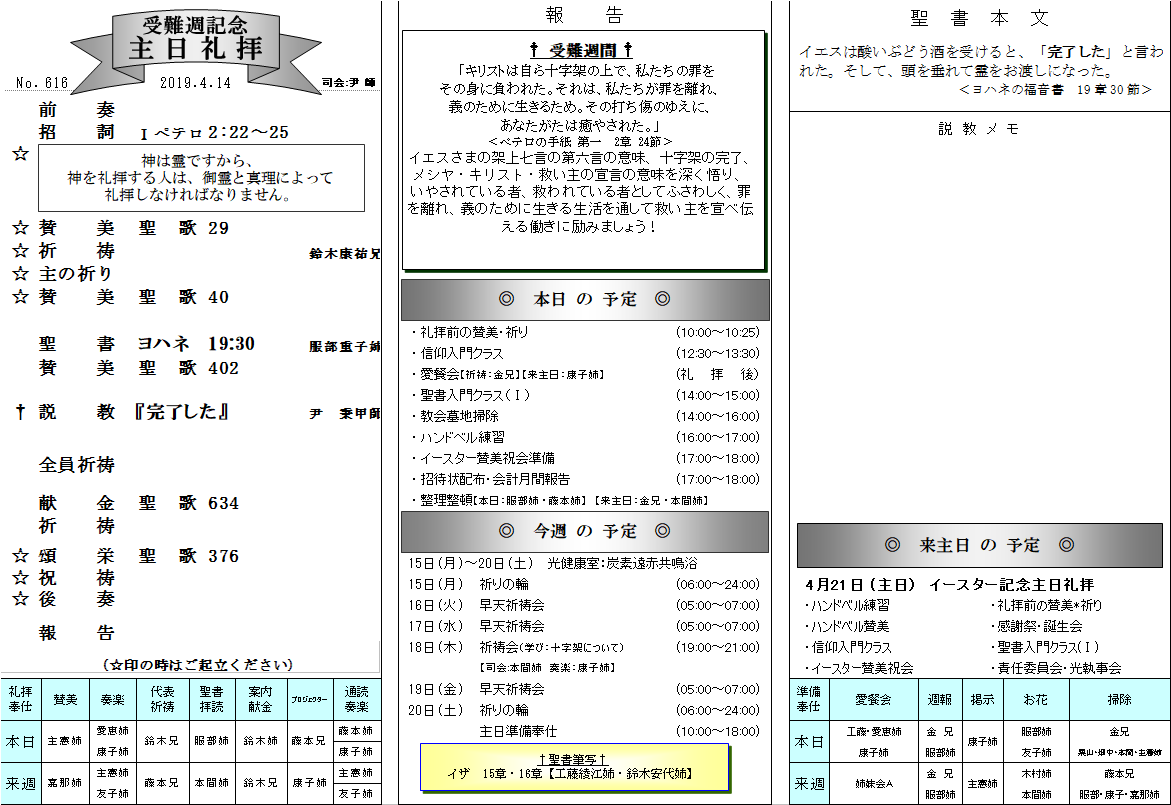 受難週記念
主日礼拝
No. 616
2019.4.14
司会:尹 師
前　奏
招　詞　Ⅰペテロ 2:22～25
☆
神は霊ですから、
神を礼拝する人は、御霊と真理によって
礼拝しなければなりません。
☆ 賛　美　聖　歌 29
☆ 祈　祷　鈴木康祐兄
☆ 主の祈り
☆ 賛　美　聖　歌 40
聖　書　ヨハネ　19:30　服部重子姉
賛　美　聖　歌 402
† 説　教　『完了した』　尹　秉甲師
全員祈祷
献　金　聖　歌 634
祈　祷
☆ 頌　栄　聖　歌 376
☆ 祝　祷
☆ 後　奏
報　告
(☆印の時はご起立ください)
礼拝奉仕　賛美　奏楽　代表祈祷　聖書拝読　案内献金　プロジェクター　通読奏楽
本日　主憲姉　愛恵姉　康子姉　鈴木兄　服部姉　鈴木姉　藤本兄　藤本姉　康子姉
来週　嘉那姉　主憲姉　友子姉　藤本兄　本間姉　鈴木兄　康子姉　主憲姉　友子姉
報　告
† 受難週間 †
「キリストは自ら十字架の上で、私たちの罪を
その身に負われた。それは、私たちが罪を離れ、
義のために生きるため。その打ち傷のゆえに、
あなたがたは癒やされた。」
＜ペテロの手紙 第一　2章 24節＞
イエスさまの架上七言の第六言の意味、十字架の完了、
メシヤ・キリスト・救い主の宣言の意味を深く悟り、
いやされている者、救われている者としてふさわしく、罪
を離れ、義のために生きる生活を通して救い主を宣べ伝
える働きに励みましょう！
◎　本日 の 予定　◎
・礼拝前の賛美・祈り　(10:00～10:25)
・信仰入門クラス　(12:30～13:30)
・愛餐会【祈祷：金兄】【来主日：康子姉】　(礼　拝　後)
・聖書入門クラス(Ⅰ)　(14:00～15:00)
・教会墓地掃除　(14:00～16:00)
・ハンドベル練習　(16:00～17:00)
・イースター賛美祝会準備　(17:00～18:00)
・招待状配布・会計月間報告　(17:00～18:00)
・整理整頓【本日：服部姉・藤本姉】【来主日：金兄・本間姉】
◎　今週 の 予定　◎
15日(月)～20日(土)　光健康室：炭素遠赤共鳴浴
15日(月)　祈りの輪　(06:00～24:00)
16日(火)　早天祈祷会　(05:00～07:00)
17日(水)　早天祈祷会　(05:00～07:00)
18日(木)　祈祷会(学び：十字架について)　(19:00～21:00)
【司会:本間姉 奏楽：康子姉】
19日(金)　早天祈祷会　(05:00～07:00)
20日(土)　祈りの輪　(06:00～24:00)
主日準備奉仕　(10:00～18:00)
†聖書筆写†
イザ　15章・16章【工藤綾江姉・鈴木安代姉】
聖 書 本 文
イエスは酸いぶどう酒を受けると、「完了した」と言わ
れた。そして、頭を垂れて霊をお渡しになった。
＜ヨハネの福音書　19章30節＞
説 教 メ モ
◎　来主日 の 予定　◎
4月21日(主日)　イースター記念主日礼拝
・ハンドベル練習　・礼拝前の賛美*祈り
・ハンドベル賛美　・感謝祭・誕生会
・信仰入門クラス　・聖書入門クラス(Ⅰ)
・イースター賛美祝会　・責任委員会・光執事会
準備奉仕　愛餐会　週報　掲示　お花　掃除
本日　工藤・愛恵姉　康子姉　金 兄　服部姉　康子姉　服部姉　友子姉　金兄　栗山・畑中・本間・主憲姉
来週　姉妹会A　金 兄　服部姉　主憲姉　木村姉　本間姉　藤本兄　服部・康子・嘉那姉